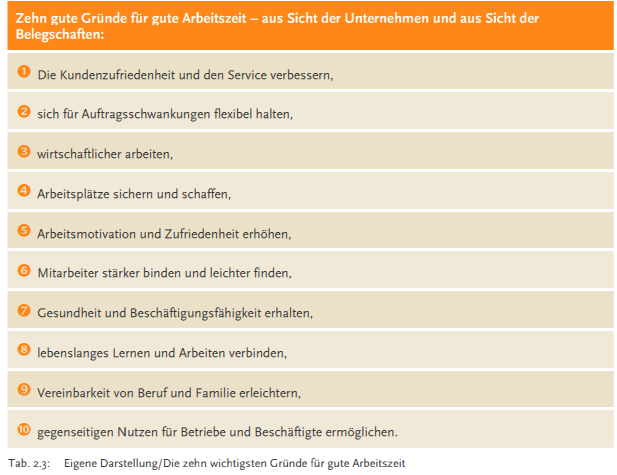 Zehn gute Gründe für gute Arbeitszeit – aus Sicht der Unternehmen und aus Sicht der
Belegschaften:
1 Die Kundenzufriedenheit und den Service verbessern,
2 sich für Auftragsschwankungen flexibel halten,
3 wirtschaftlicher arbeiten,
4 Arbeitsplätze sichern und schaffen,
5 Arbeitsmotivation und Zufriedenheit erhöhen,
6 Mitarbeiter stärker binden und leichter finden,
7 Gesundheit und Beschäftigungsfähigkeit erhalten,
8 lebenslanges Lernen und Arbeiten verbinden,
9 Vereinbarkeit von Beruf und Familie erleichtern,
10 gegenseitigen Nutzen für Betriebe und Beschäftigte ermöglichen.
Tab. 2.3: Eigene Darstellung/Die zehn wichtigsten Gründe für gute Arbeitszeit